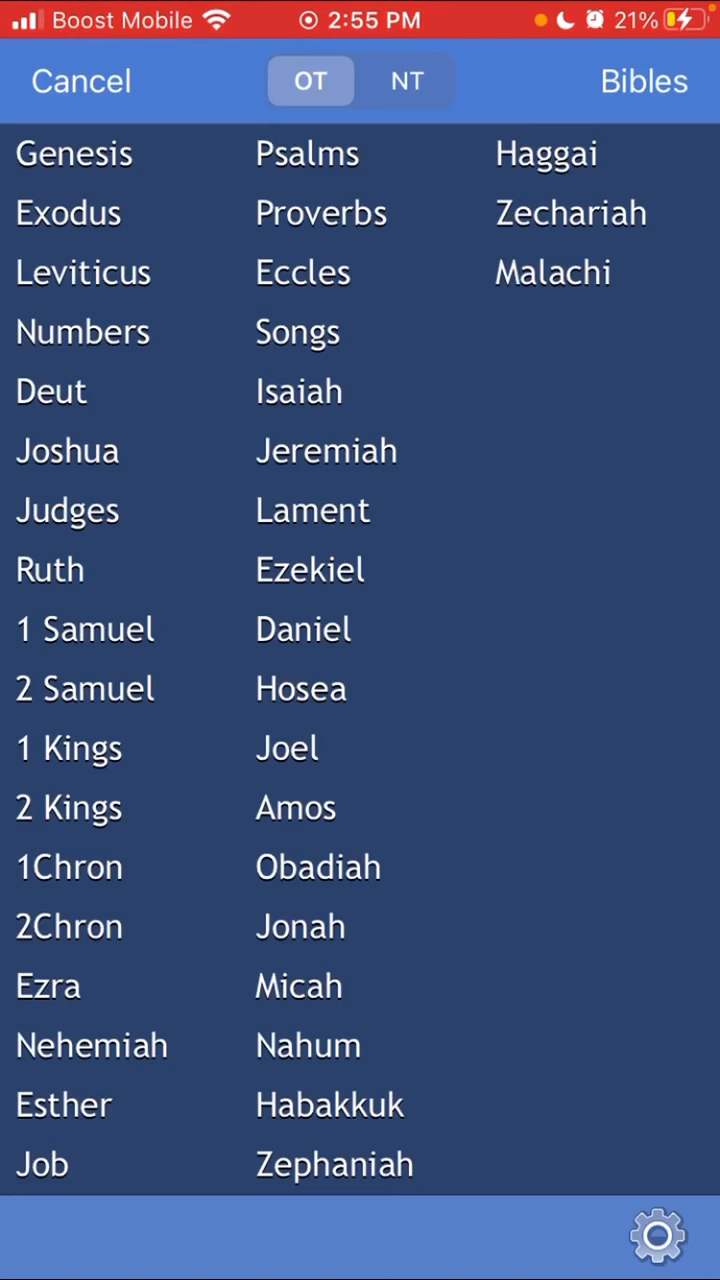 Boost Mobile 2:55 PM 21%
Cancel OT NT Bibles
Genesis Psalms Haggai
Exodus Proverbs Zechariah
Leviticus Eccles Malachi
Numbers Songs
Deut Isaiah
Joshua Jeremiah
Judges Lament
Ruth Ezekiel
1 Samuel Daniel
2 Samuel Hosea
1 Kings Joel
2 Kings Amos
1Chron Obadiah
2Chron Jonah
Ezra Micah
Nehemiah Nahum
Esther Habakkuk
Job Zephaniah